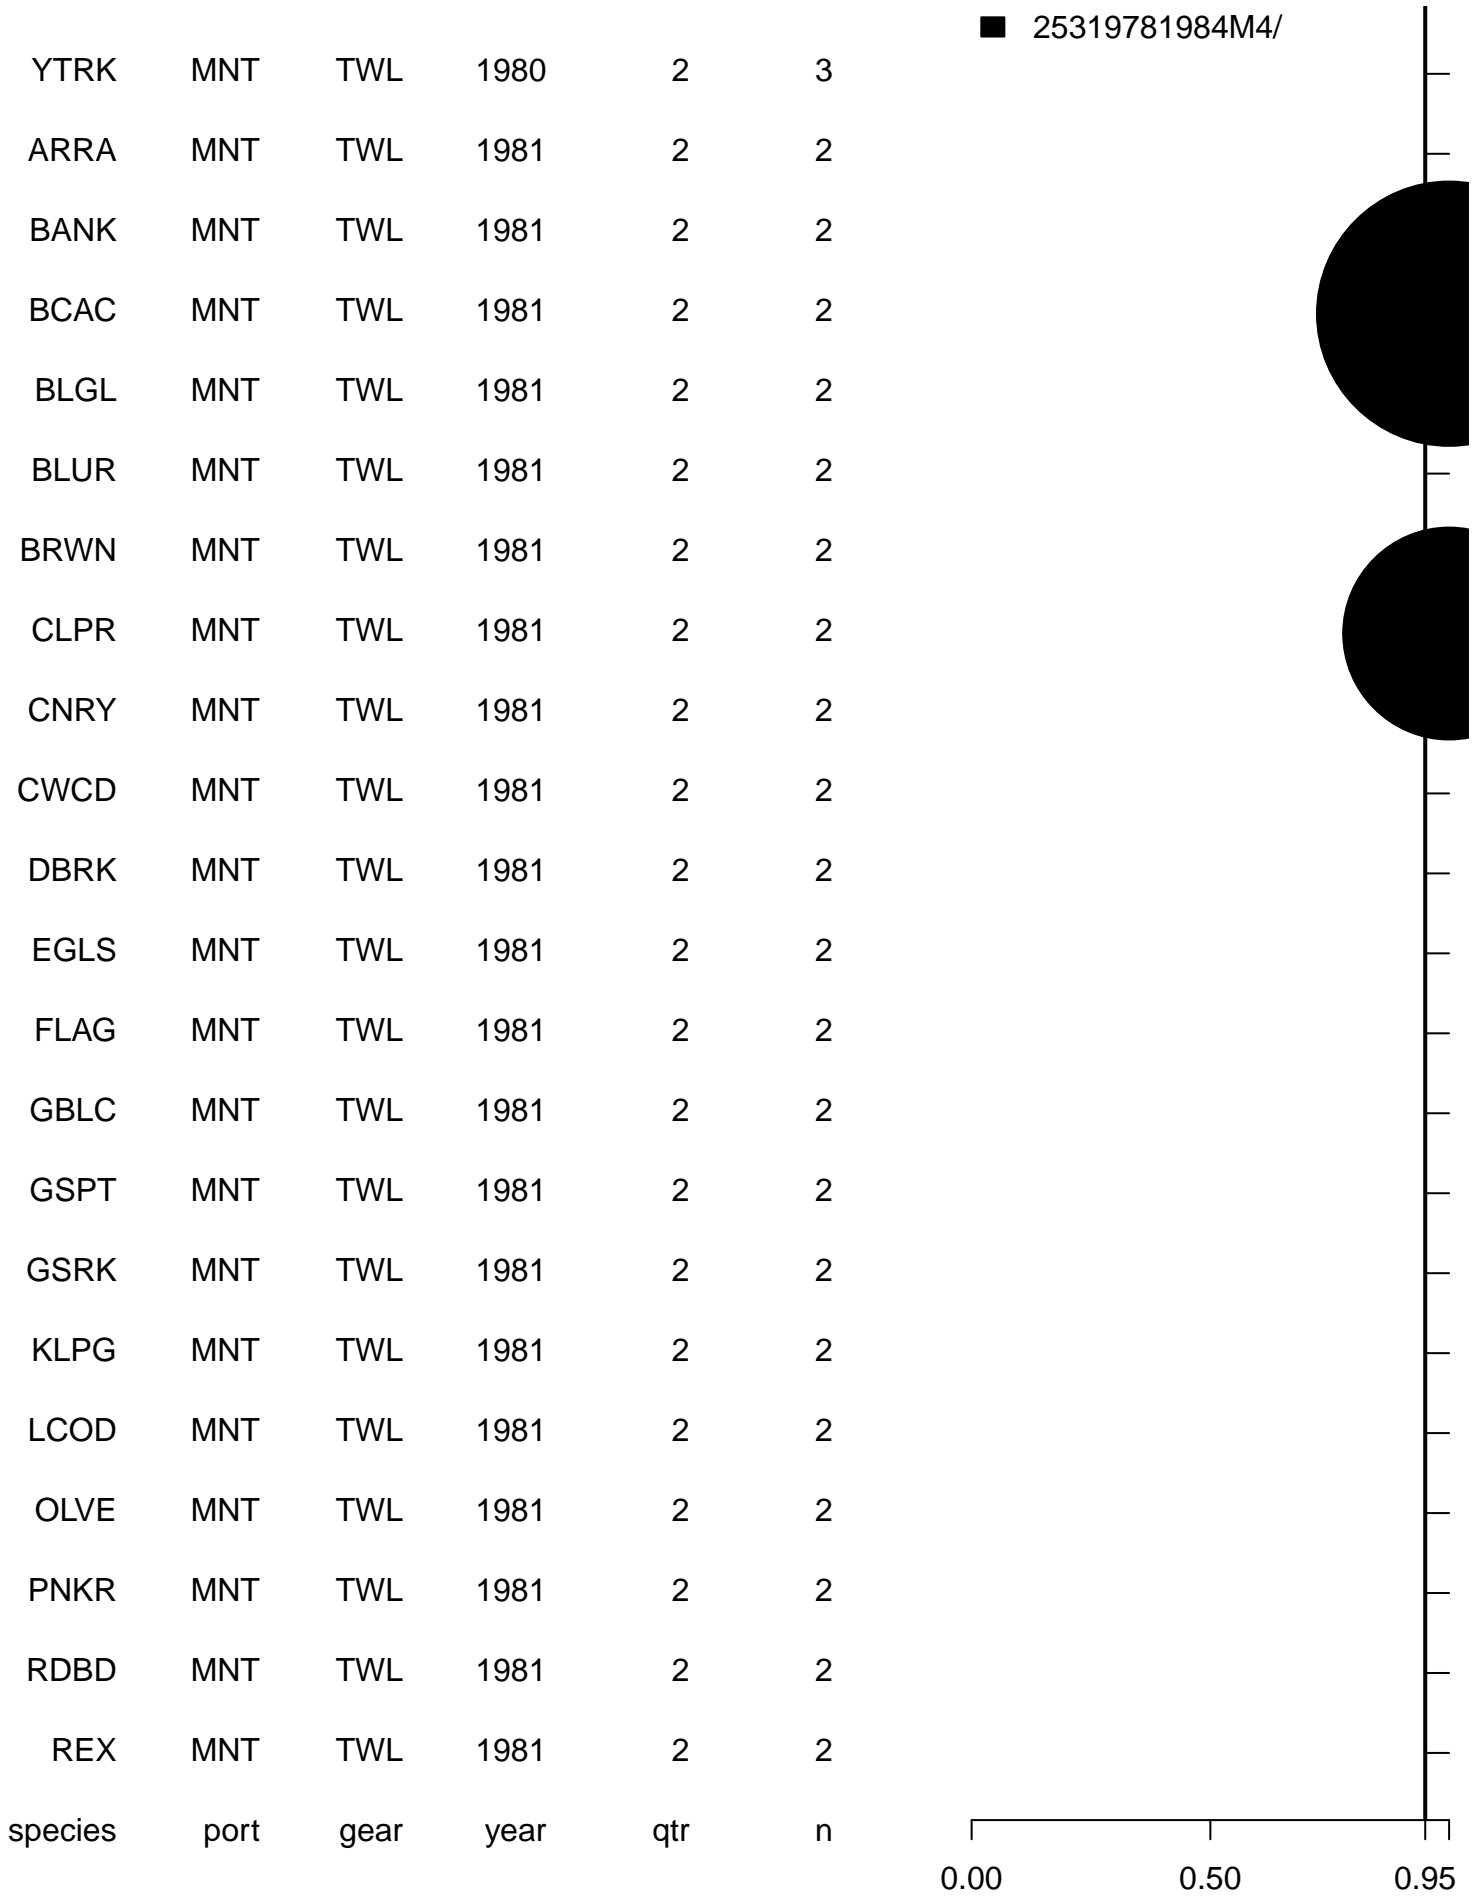 25319781984M4/
YTRK MNT TWL 1980 2 3
ARRA MNT TWL 1981 2 2
BANK MNT TWL 1981 2 2
BCAC MNT TWL 1981 2 2
BLGL MNT TWL 1981 2 2
BLUR MNT TWL 1981 2 2
BRWN MNT TWL 1981 2 2
CLPR MNT TWL 1981 2 2
CNRY MNT TWL 1981 2 2
CWCD MNT TWL 1981 2 2
DBRK MNT TWL 1981 2 2
EGLS MNT TWL 1981 2 2
FLAG MNT TWL 1981 2 2
GBLC MNT TWL 1981 2 2
GSPT MNT TWL 1981 2 2
GSRK MNT TWL 1981 2 2
KLPG MNT TWL 1981 2 2
LCOD MNT TWL 1981 2 2
OLVE MNT TWL 1981 2 2
PNKR MNT TWL 1981 2 2
RDBD MNT TWL 1981 2 2
REX MNT TWL 1981 2 2
species port gear year qtr n
0.00 0.50 0.95